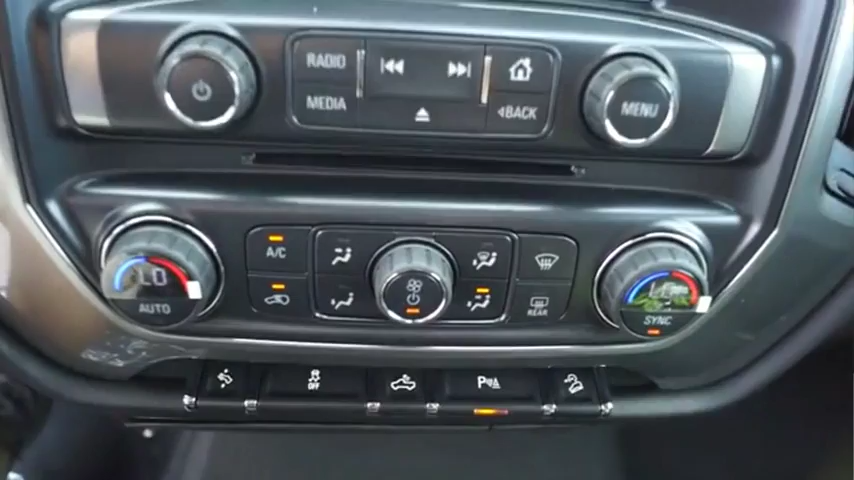 RADIO
MEDIA
BACK
MENU
A/C
LO
AUTO
REAR
SYNC
OFF
P